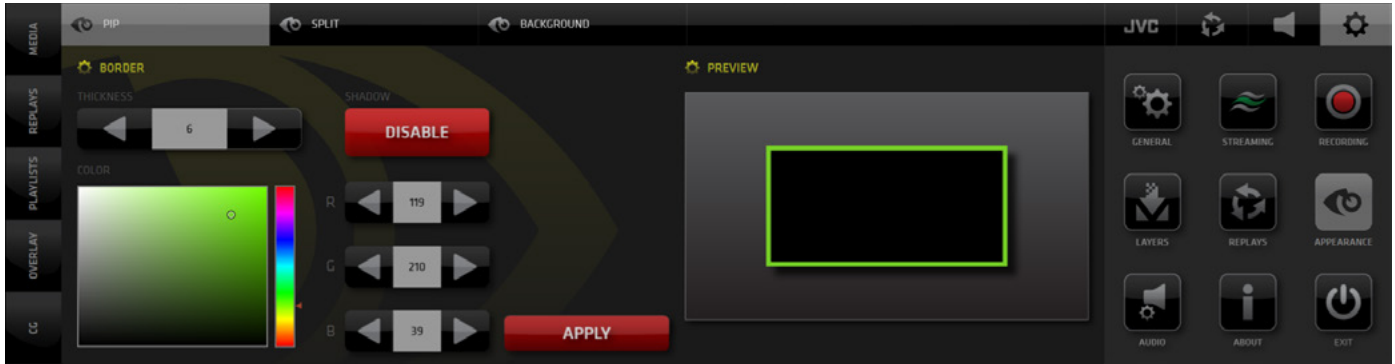 MEDIA
REPLAYS
PLAYLISTS
OVERLAY
CG
PIP
SPLIT
BACKGROUND
JVC
BORDER
THICKNESS
6
SHADOW
DISABLE
COLOR
R
119
G
210
B
39
APPLY
PREVIEW
GENERAL
STREAMING
RECORDING
LAYERS
REPLAYS
APPEARANCE
AUDIO
ABOUT
EXIT